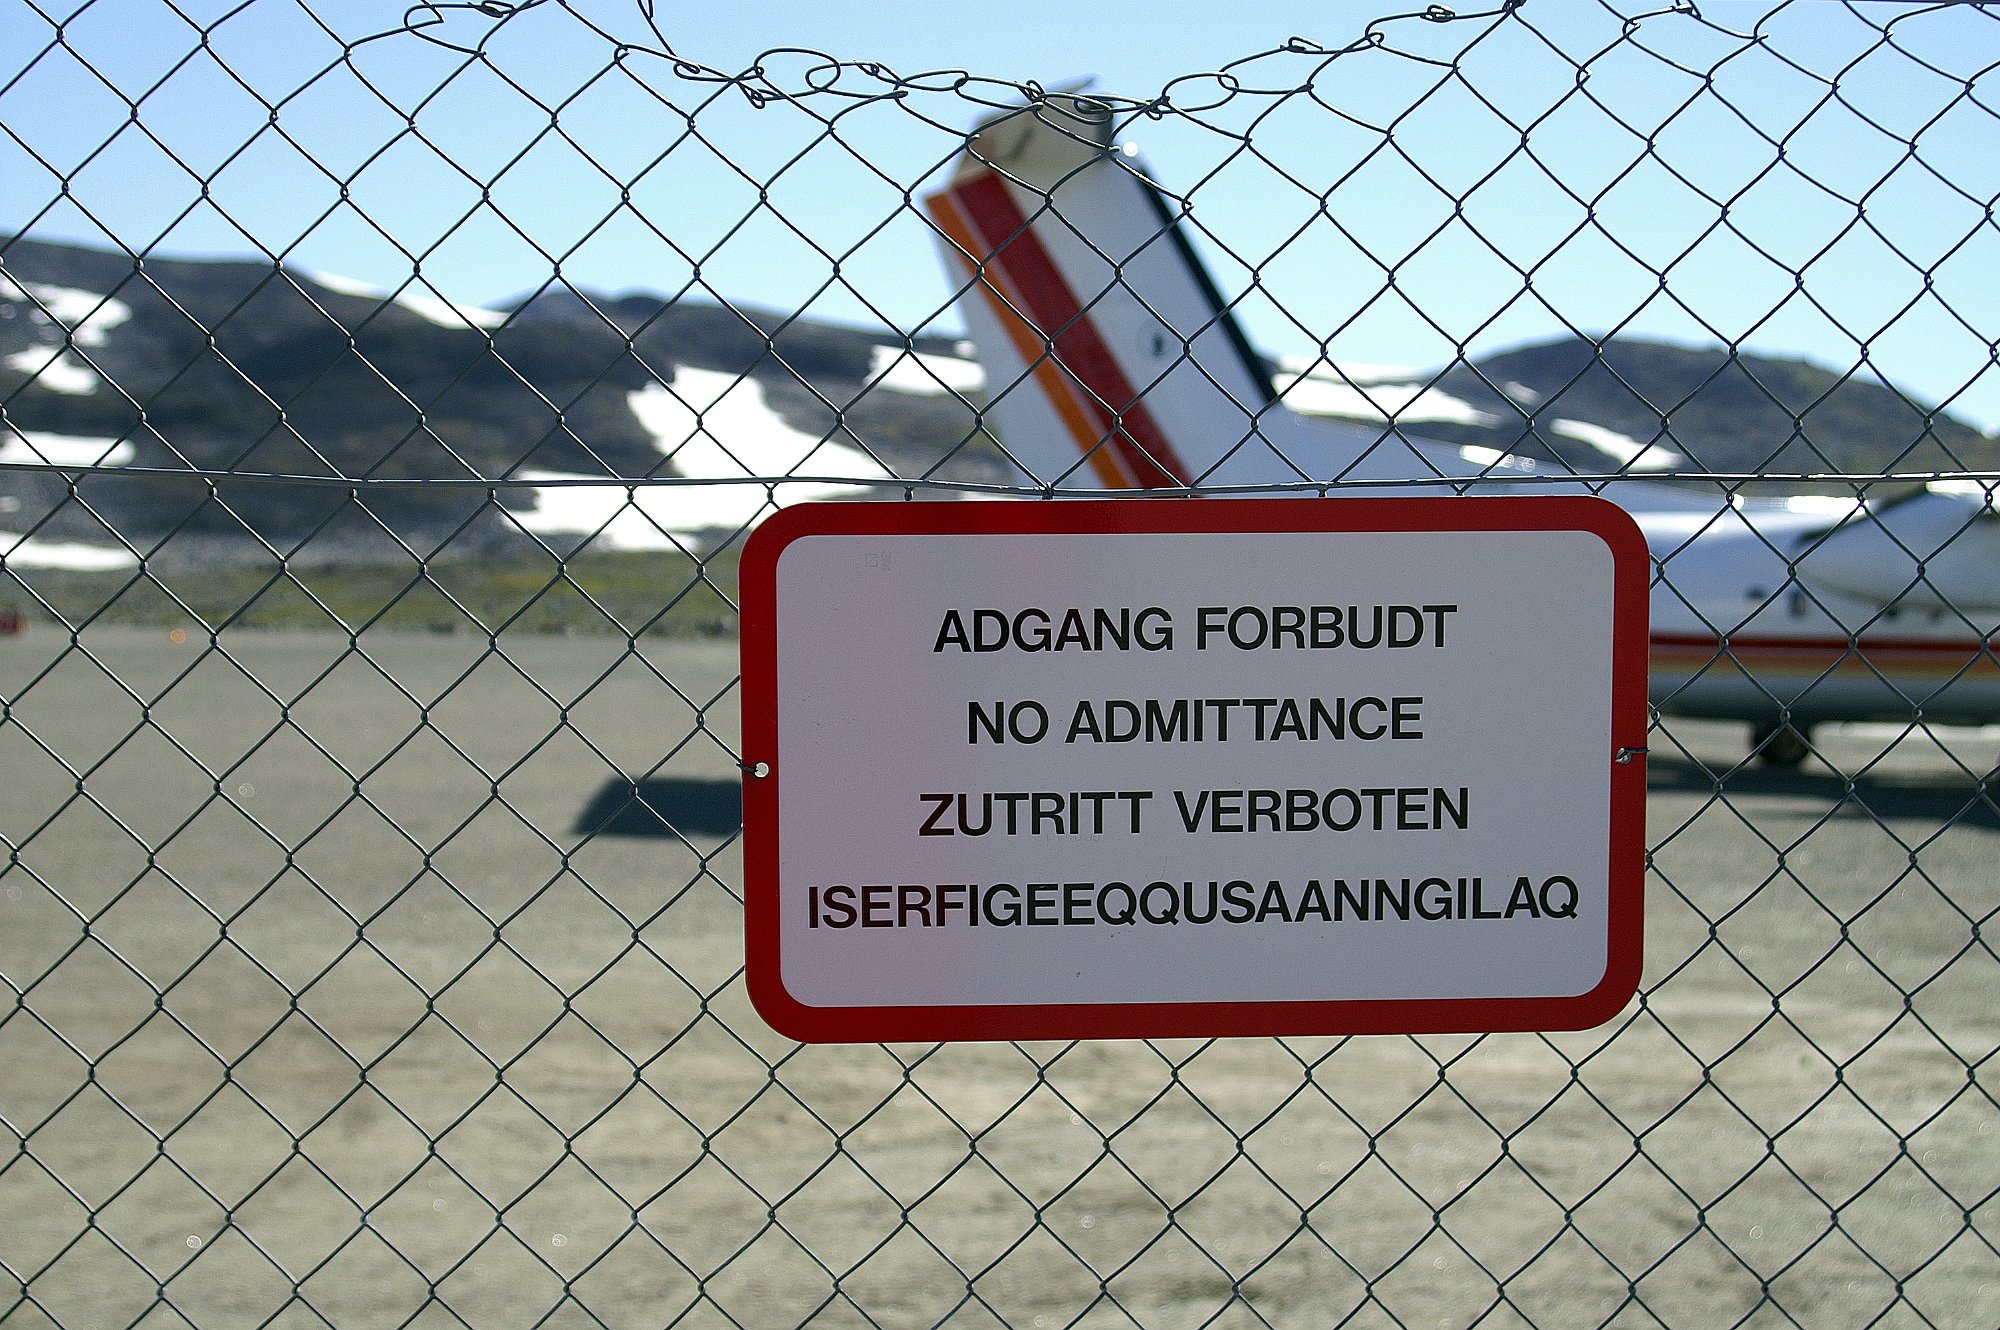 ADGANG FORBUDT
NO ADMITTANCE
ZUTRITT VERBOTEN
ISERFIGEEQQUSAANNGILAQ